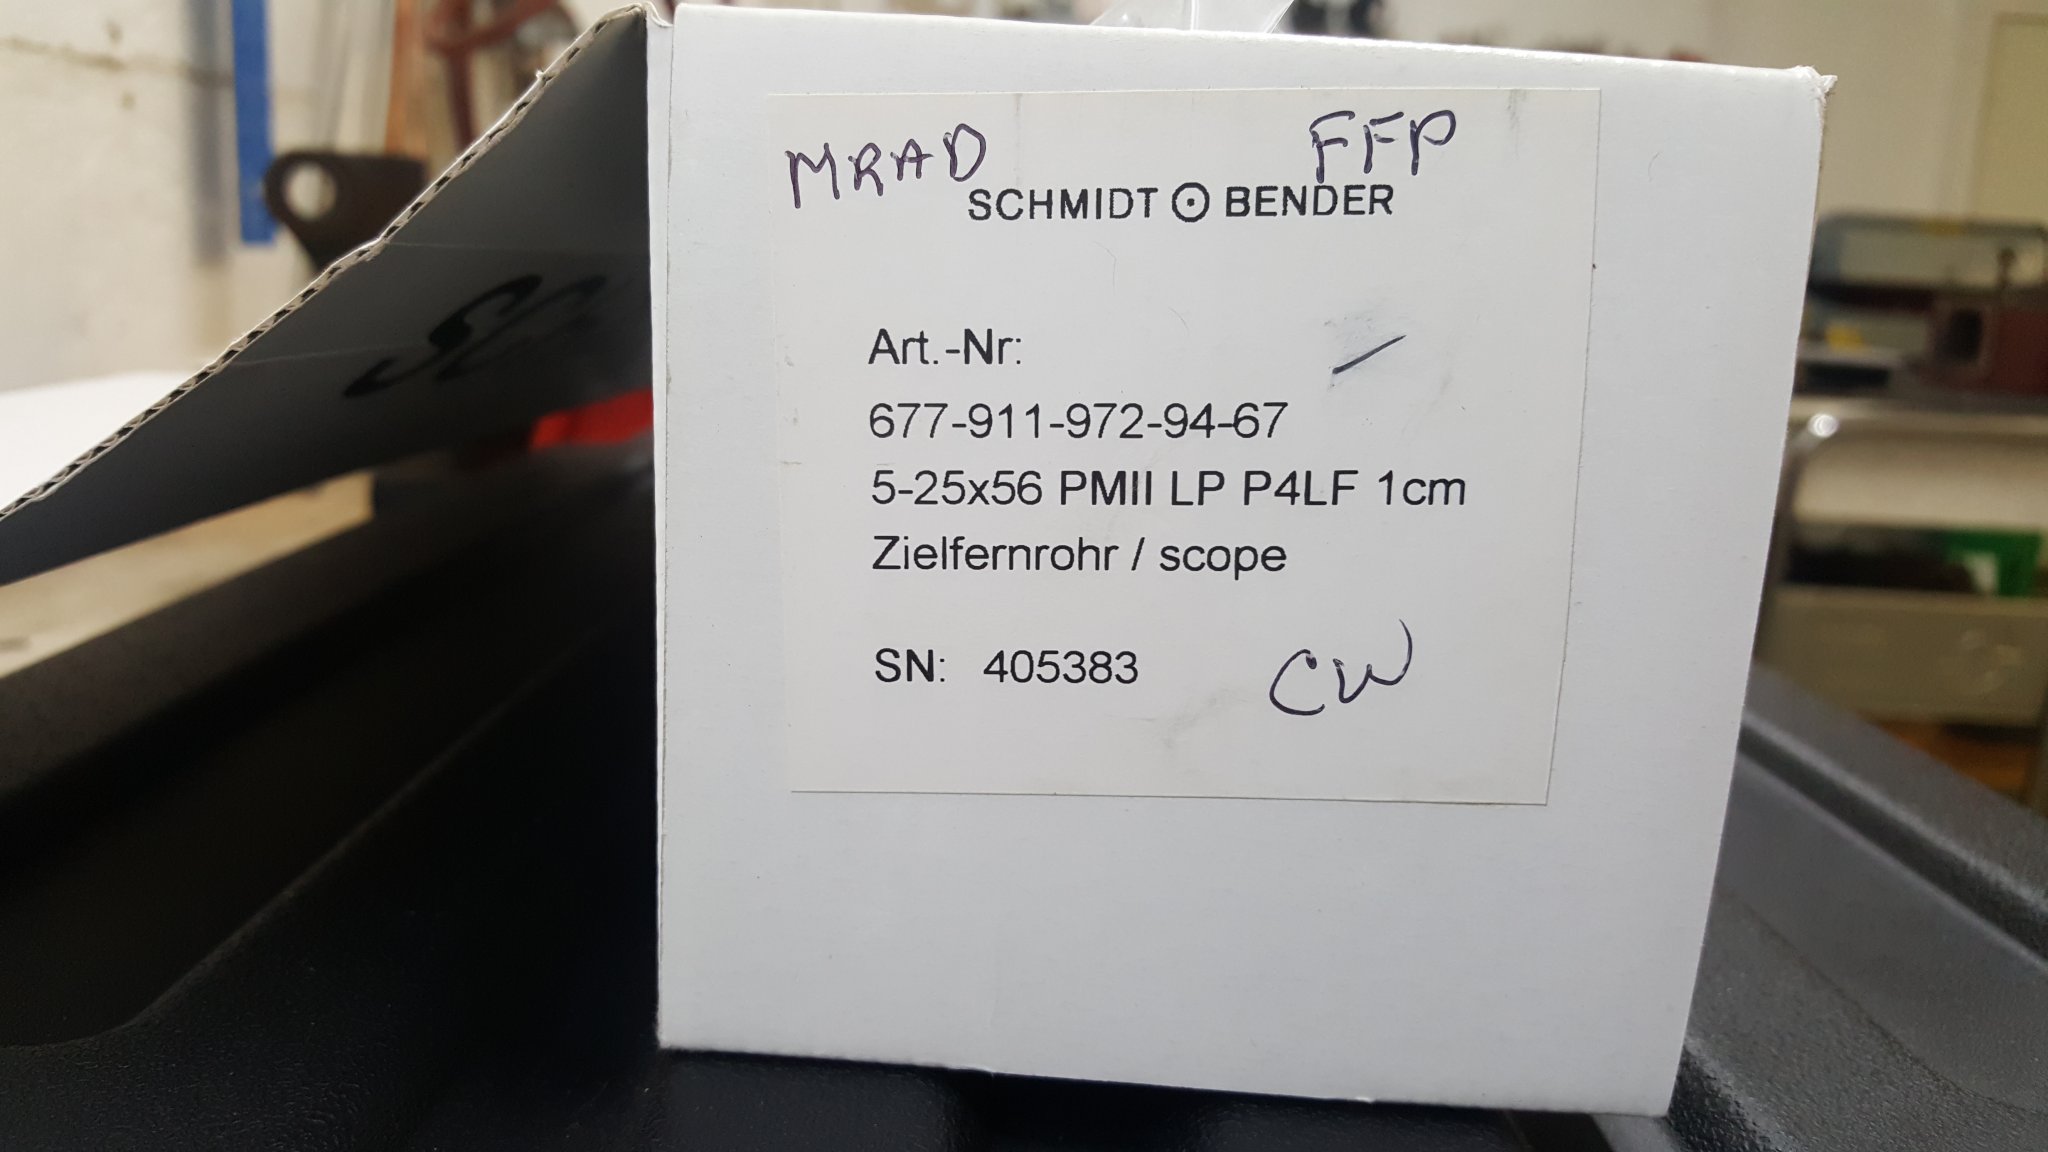 MRAD FFP
SCHMIDT BENDER
Art.-Nr:
677-911-972-94-67
5-25x56 PMII LP P4LF 1cm
Zielfernrohr / scope
SN: 405383 CW